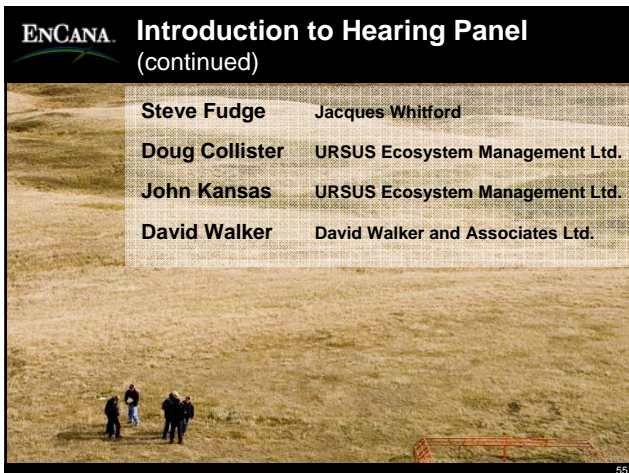 ENCANA.
Introduction to Hearing Panel
(continued)
Steve Fudge Jacques Whitford
Doug Collister URSUS Ecosystem Management Ltd.
John Kansas URSUS Ecosystem Management Ltd.
David Walker David Walker and Associates Ltd.
55